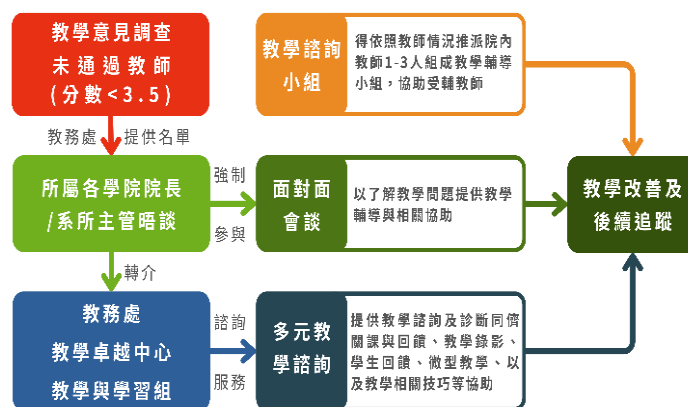 教學意見調查
未通過教師
(分數<3.5)
教學諮詢
小組
得依照教師情況推派院內
教師1-3人組成教學輔導
小組，協助受輔教師
教務處 提供名單
所屬各學院院長
/系所主管晤談
強制
參與
面對面
會談
以了解教學問題提供教學
輔導與相關協助
教學改善及
後續追蹤
轉介
教務處
教學卓越中心
教學與學習組
諮詢
服務
多元教
學諮詢
提供教學諮詢及診斷同儕
關課與回饋、教學錄影、
學生回饋、微型教學、以
及教學相關技巧等協助